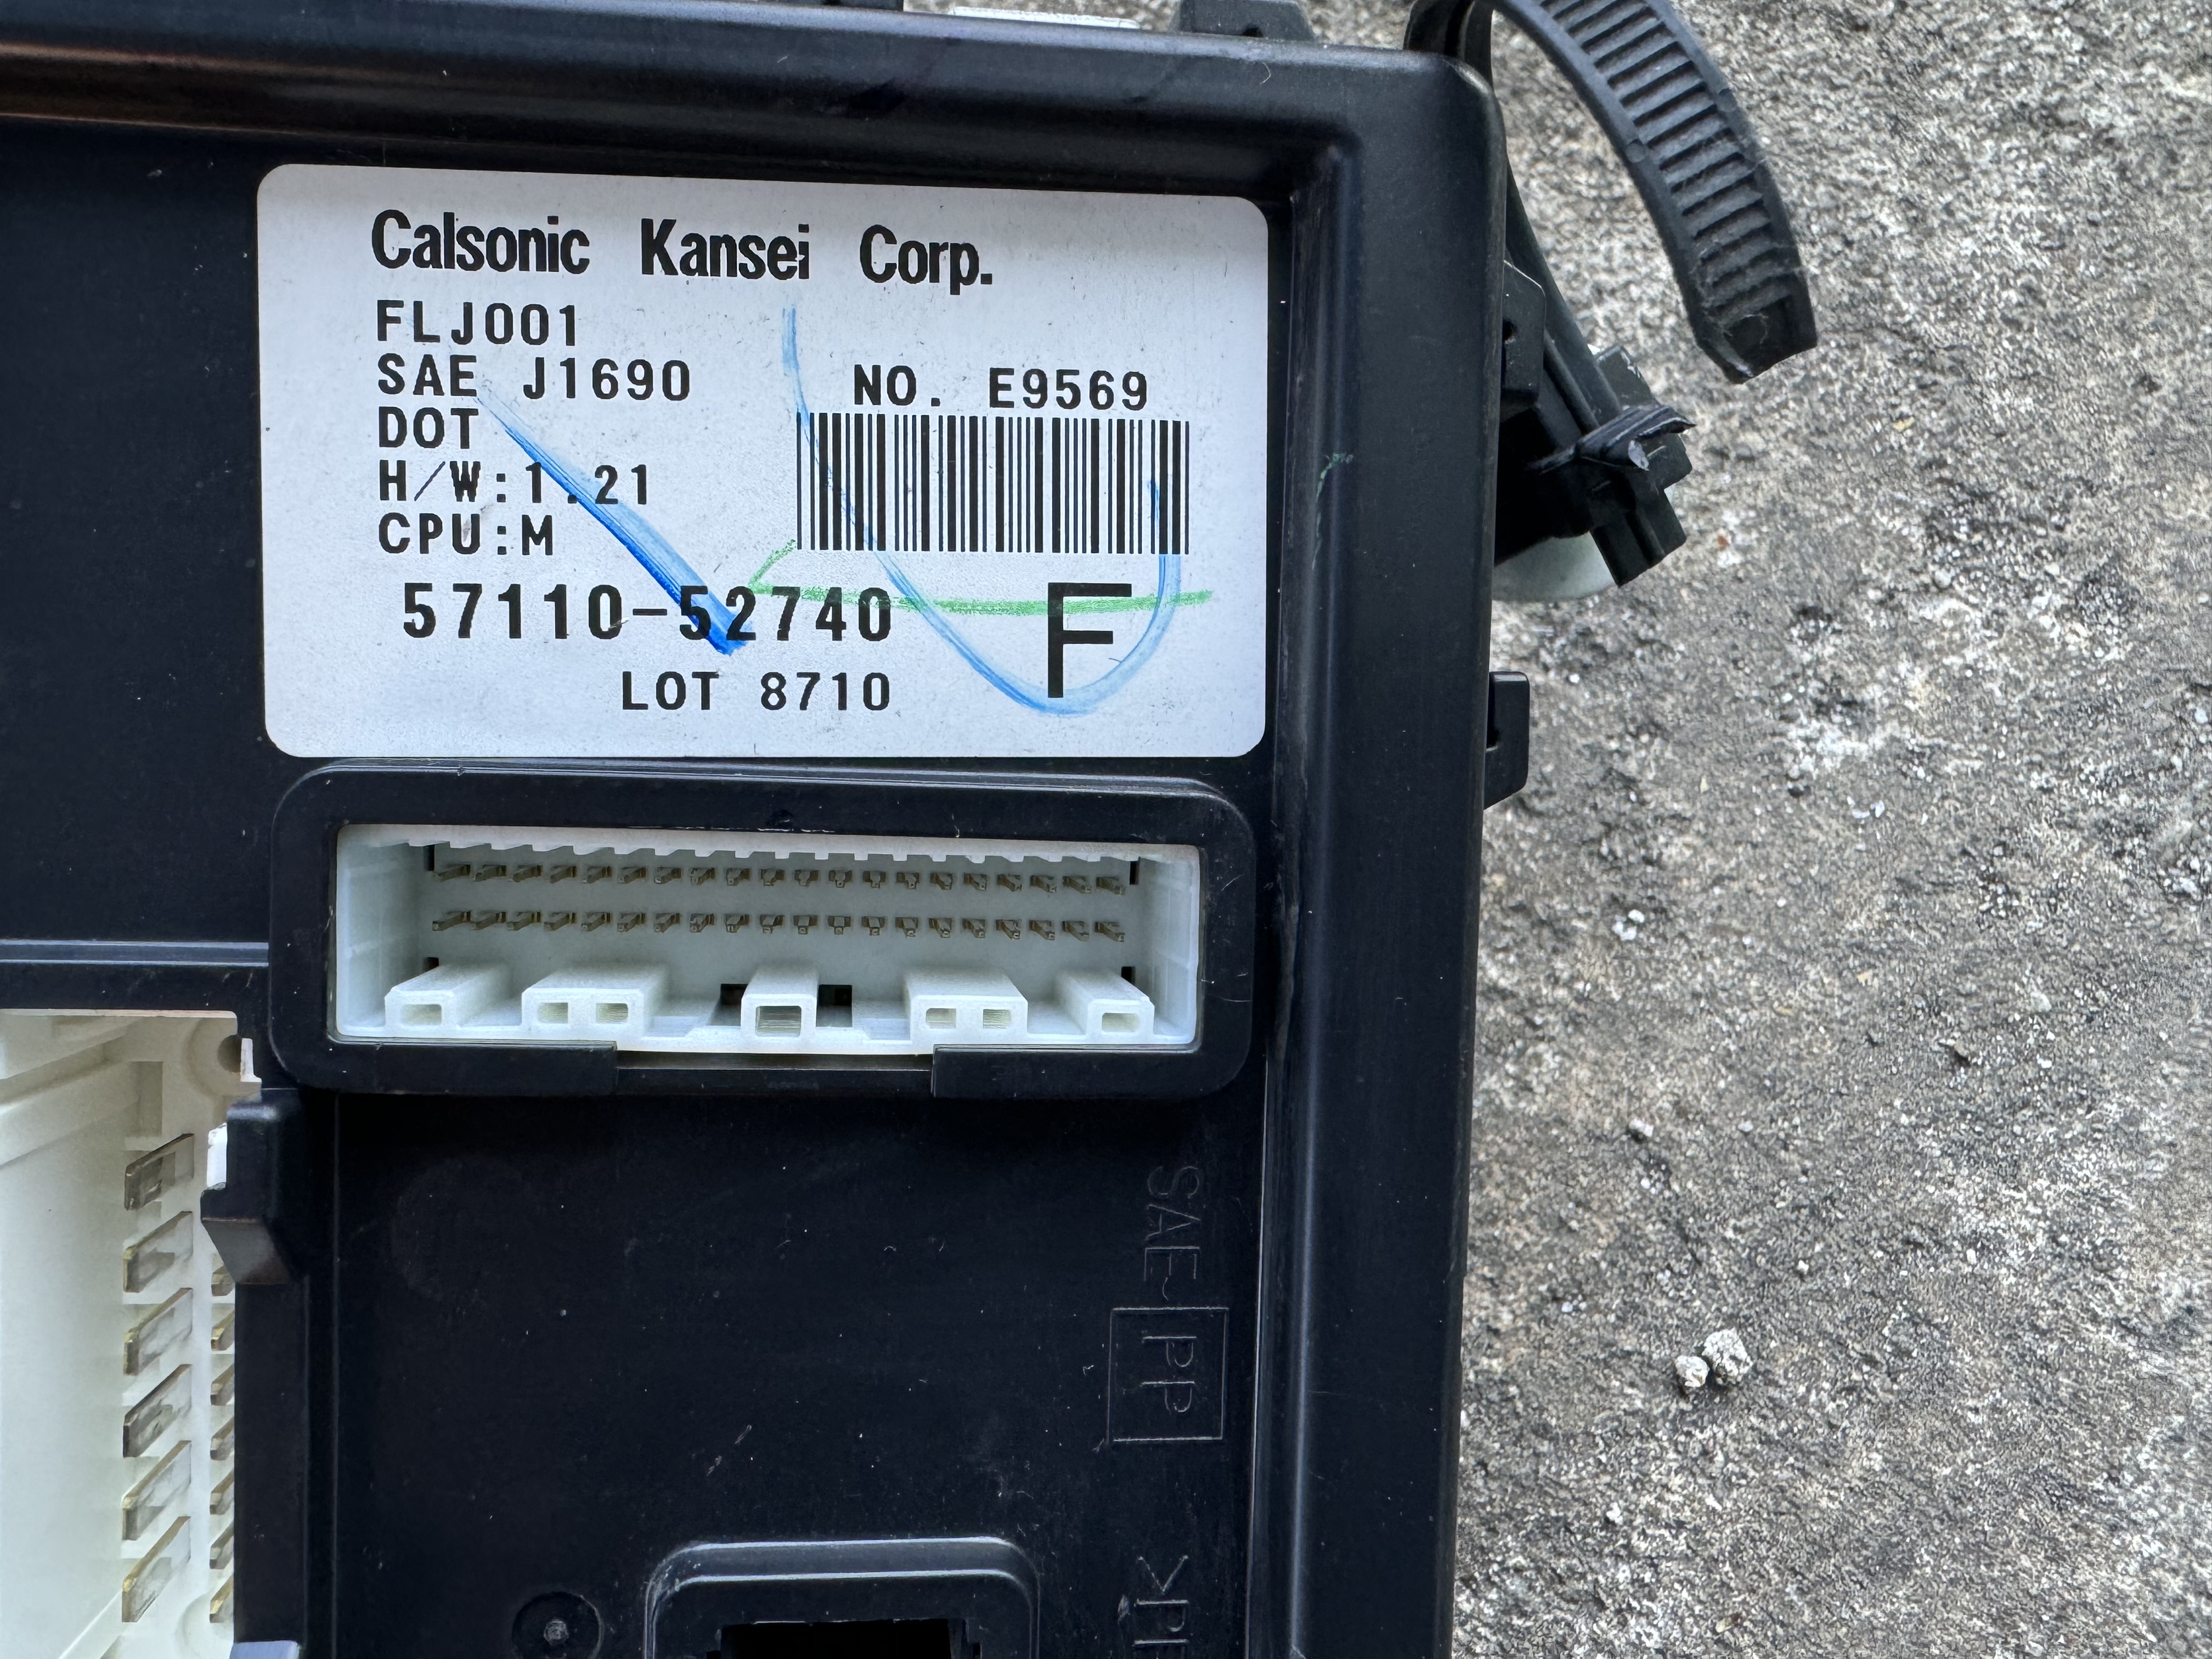 Calsonic Kansei Corp.
FLJ001
SAE J1690
DOT
H/W:1.21
CPU:M
NO. E9569
57110-52740
F
LOT 8710
SAE-
PP